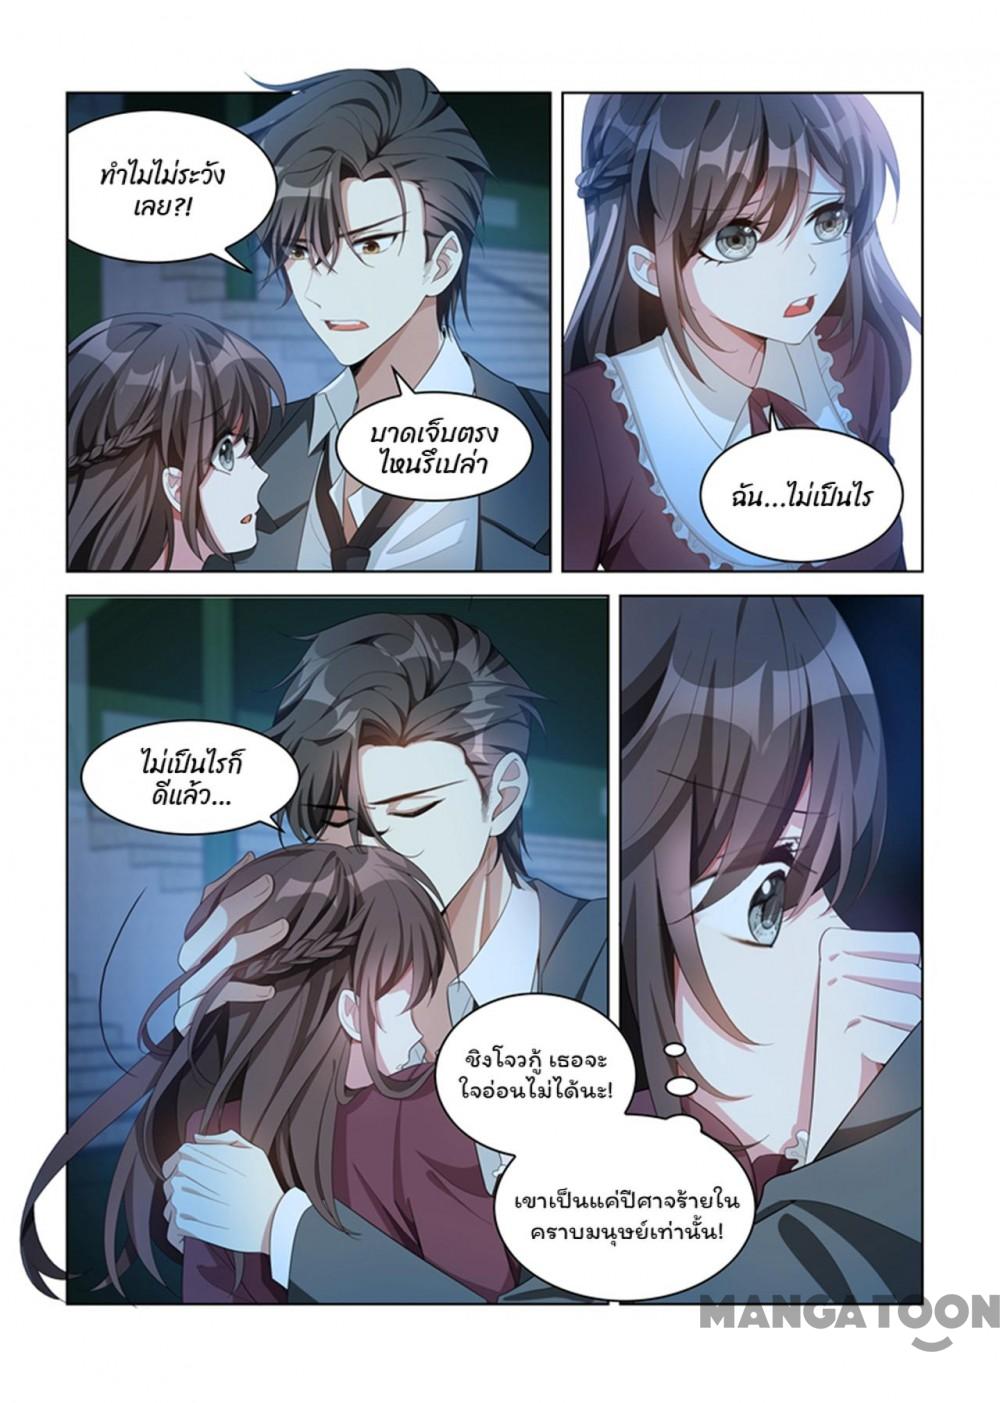 ทำไมไม่ระวัง
เลย?!
บาดเจ็บตรง
ไหนรึเปล่า
ฉัน...ไม่เป็นไร
ไม่เป็นไรก็
ดีแล้ว...
ชิงโจวกู้ เธอจะ
ใจอ่อนไม่ได้นะ!
เขาเป็นแค่ปีศาจร้ายใน
คราบมนุษย์เท่านั้น!
MANGATOON